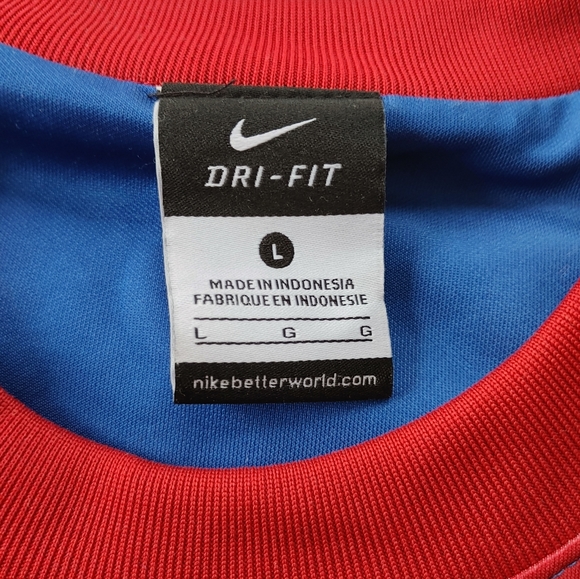 DRI-FIT
L
MADE IN INDONESIA
FABRIQUE EN INDONESIE
L G G
nikebetterworld.com